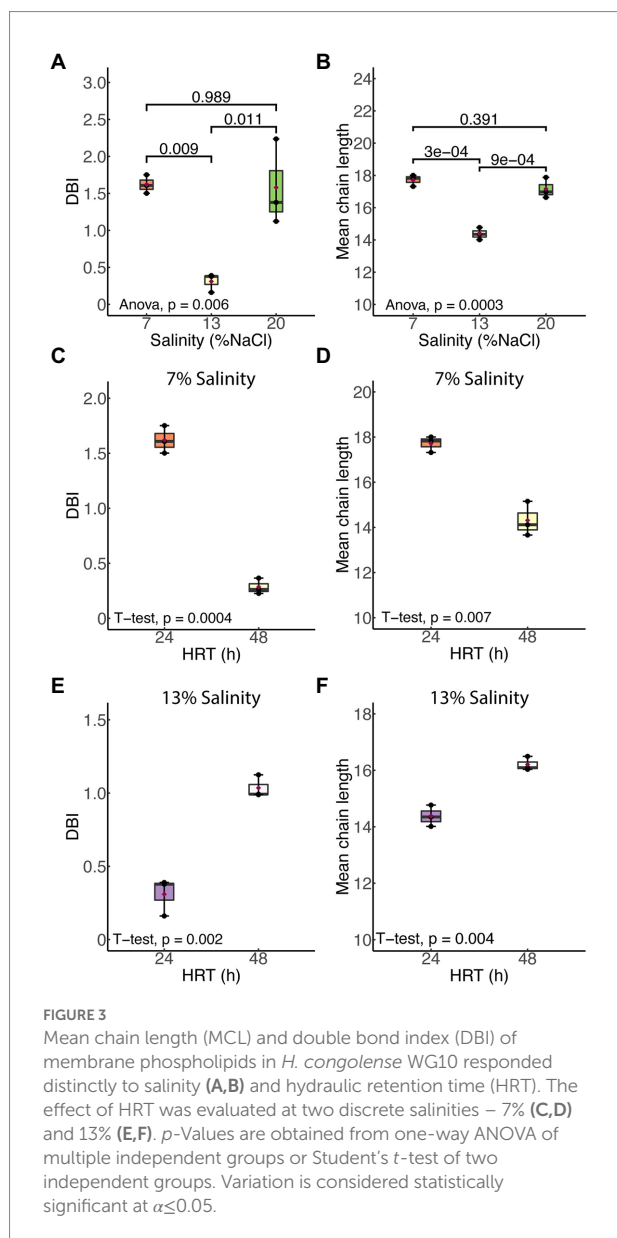 A
B
3.0
2.5
2.0
1.5
1.0
0.5
0
DBI
0.989
0.011
0.009
Anova, p = 0.006
7 13 20
Salinity (%NaCl)
24
22
20
18
16
14
12
10
Mean chain length
0.391
3e−04
9e−04
Anova, p = 0.0003
7 13 20
Salinity (%NaCl)
C
D
7% Salinity
2.0
1.5
1.0
0.5
0
DBI
T−test, p = 0.0004
24 48
HRT (h)
7% Salinity
20
18
16
14
12
10
Mean chain length
T−test, p = 0.007
24 48
HRT (h)
E
F
13% Salinity
1.5
1.0
0.5
0
DBI
T−test, p = 0.002
24 48
HRT (h)
13% Salinity
18
16
14
12
10
Mean chain length
T−test, p = 0.004
24 48
HRT (h)
FIGURE 3
Mean chain length (MCL) and double bond index (DBI) of
membrane phospholipids in H. congolense WG10 responded
distinctly to salinity (A,B) and hydraulic retention time (HRT). The
effect of HRT was evaluated at two discrete salinities – 7% (C,D)
and 13% (E,F). p-Values are obtained from one-way ANOVA of
multiple independent groups or Student's t-test of two
independent groups. Variation is considered statistically
significant at α≤0.05.